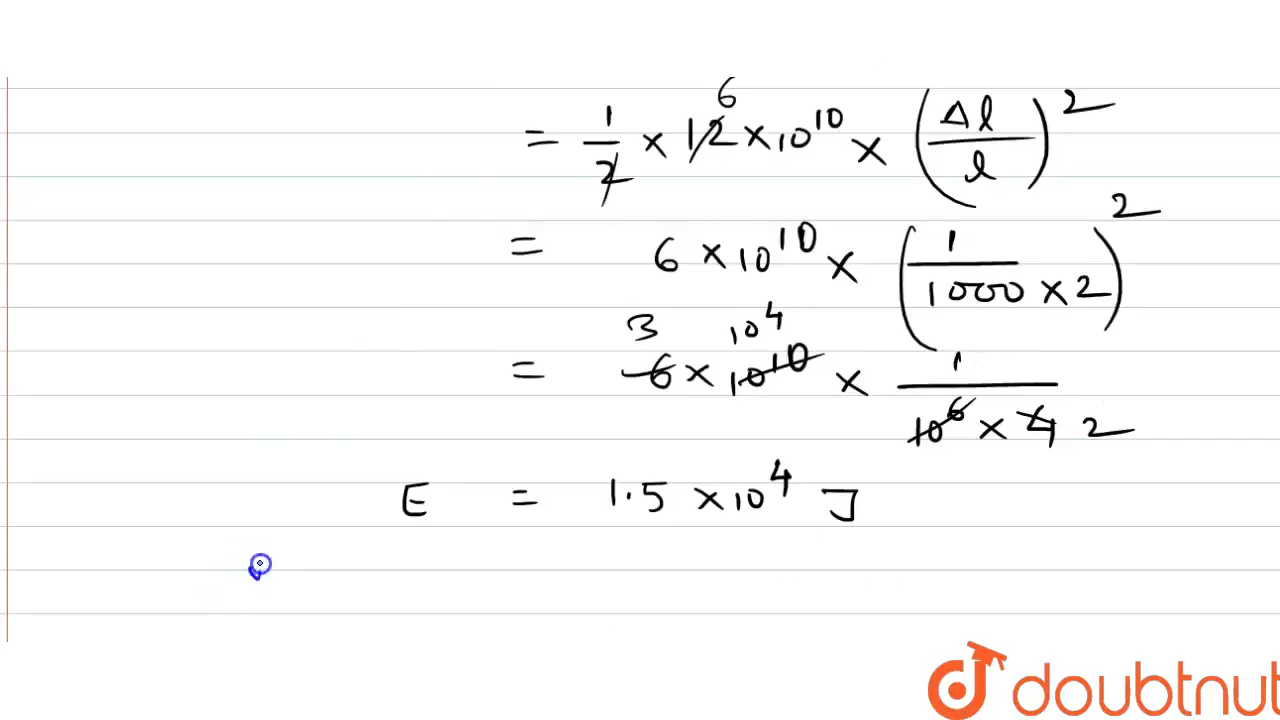 = 1/2 × 12 6 × 10^10 × (Δl/l)^2
= 6 × 10^10 × (1/(1000 × 2))^2
= 6 3 × 10^10 10^4 × 1/(10^6 × 4 2)
E = 1.5 × 10^4 J
doubtnut